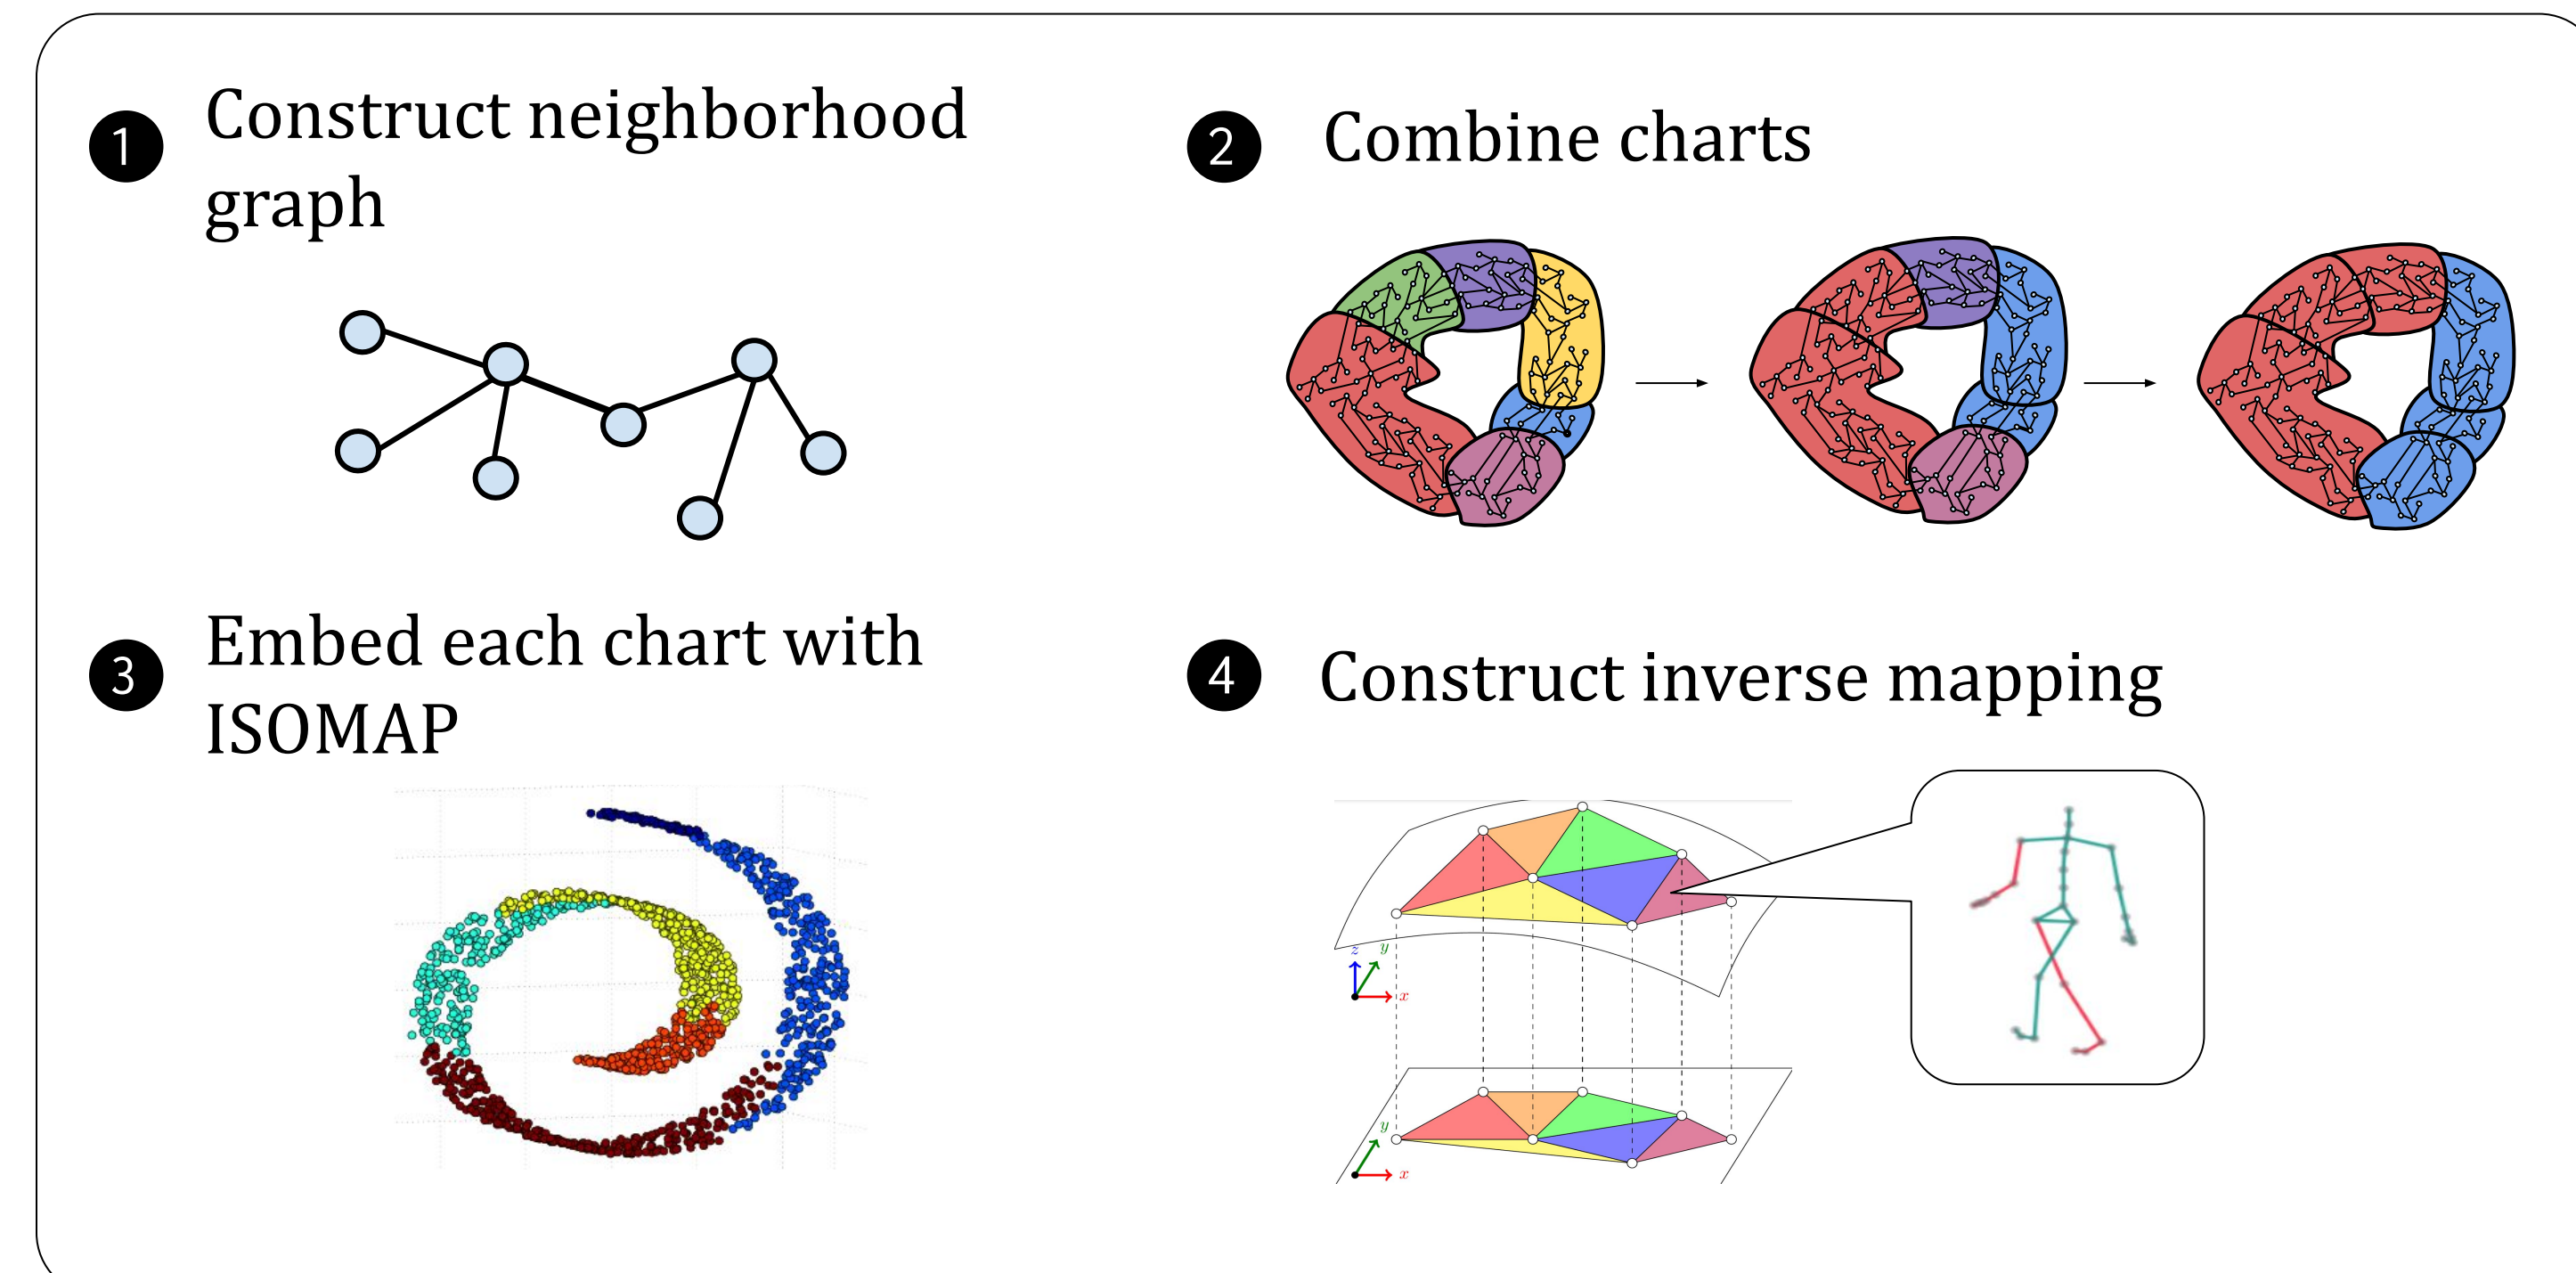 1
Construct neighborhood
graph
2
Combine charts
3
Embed each chart with
ISOMAP
4
Construct inverse mapping
z
y
x
y
x